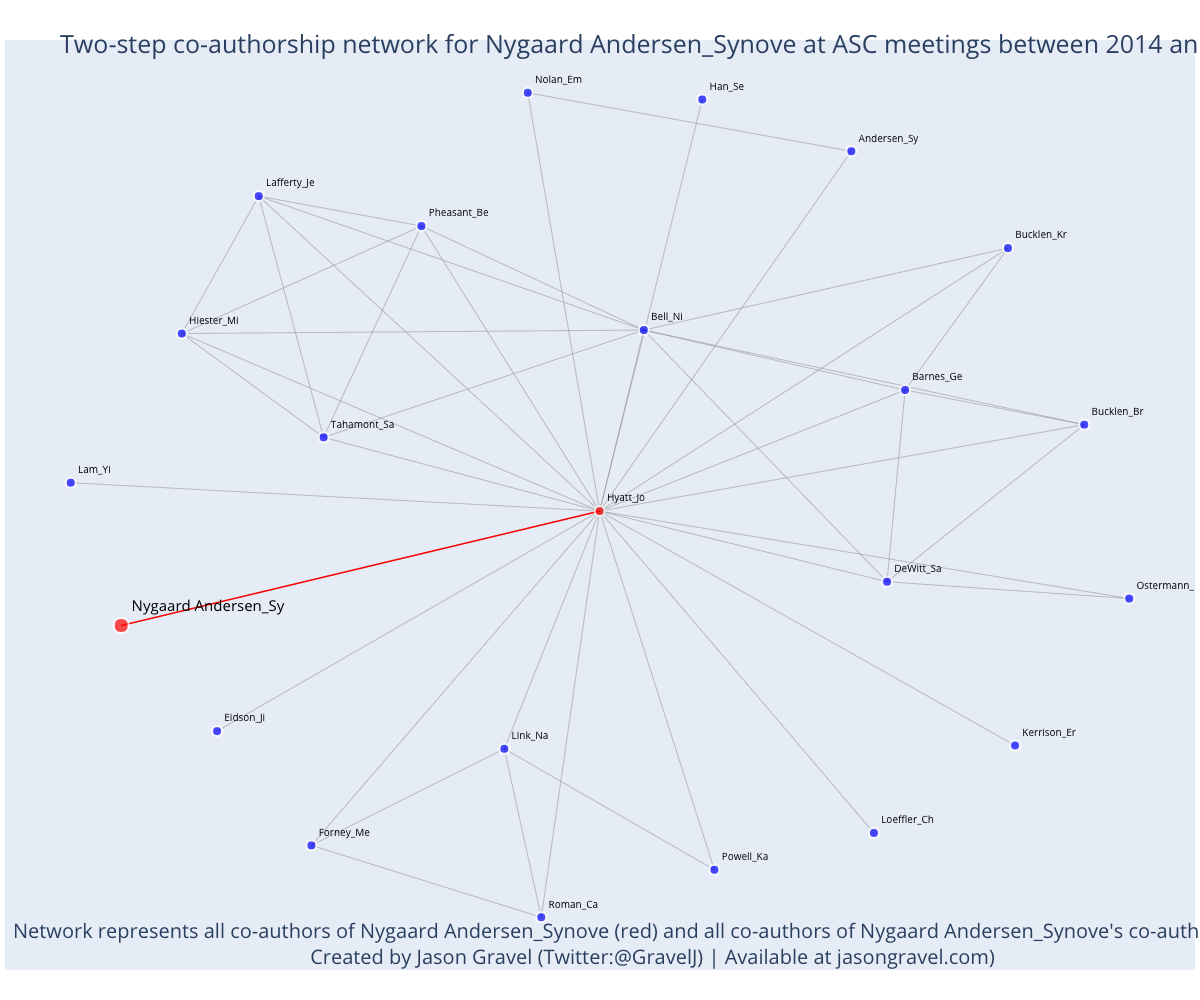 Two-step co-authorship network for Nygaard Andersen_Synove at ASC meetings between 2014 an
Nolan_Em
Han_Se
Andersen_Sy
Lafferty_Je
Pheasant_Be
Bucklen_Kr
Hiester_Mi
Bell_Ni
Barnes_Ge
Bucklen_Br
Tahamont_Sa
Lam_Yi
Hyatt_Jo
DeWitt_Sa
Ostermann_
Nygaard Andersen_Sy
Eidson_Ji
Link_Na
Kerrison_Er
Forney_Me
Loeffler_Ch
Powell_Ka
Roman_Ca
Network represents all co-authors of Nygaard Andersen_Synove (red) and all co-authors of Nygaard Andersen_Synove's co-auth
Created by Jason Gravel (Twitter:@GravelJ) | Available at jasongravel.com)